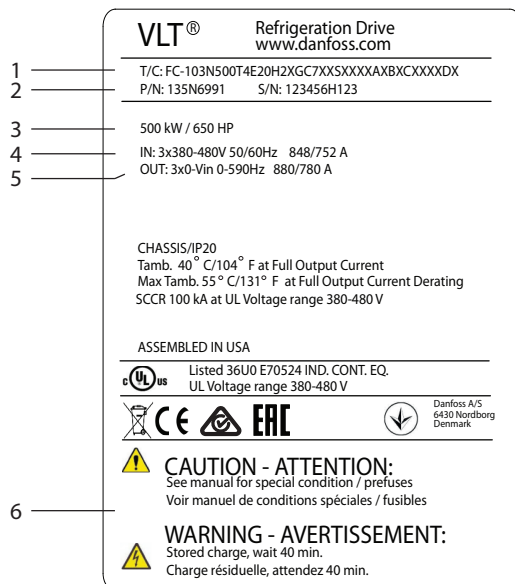 VLT® Refrigeration Drive
www.danfoss.com
1 T/C: FC-103N500T4E20H2XGC7XXSXXXXAXBXCXXXXDX
2 P/N: 135N6991 S/N: 123456H123
3 500 kW / 650 HP
4 IN: 3x380-480V 50/60Hz 848/752 A
5 OUT: 3x0-Vin 0-590Hz 880/780 A
CHASSIS/IP20
Tamb. 40° C/104° F at Full Output Current
Max Tamb. 55° C/131° F at Full Output Current Derating
SCCR 100 kA at UL Voltage range 380-480 V
ASSEMBLED IN USA
c UL us Listed 36U0 E70524 IND. CONT. EQ.
UL Voltage range 380-480 V
CE EAC
Danfoss A/S
6430 Nordborg
Denmark
CAUTION - ATTENTION:
See manual for special condition / prefuses
Voir manuel de conditions spéciales / fusibles
6
WARNING - AVERTISSEMENT:
Stored charge, wait 40 min.
Charge résiduelle, attendez 40 min.